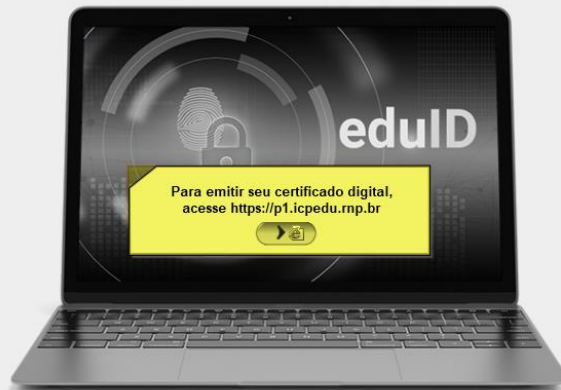 eduID
Para emitir seu certificado digital,
acesse https://p1.icpedu.rnp.br